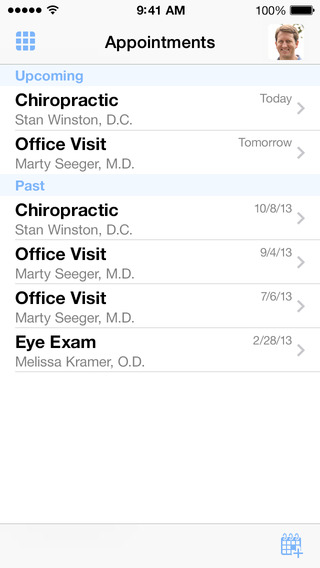 9:41 AM
100%
Appointments
Upcoming
Chiropractic
Today
Stan Winston, D.C.
Office Visit
Tomorrow
Marty Seeger, M.D.
Past
Chiropractic
10/8/13
Stan Winston, D.C.
Office Visit
9/4/13
Marty Seeger, M.D.
Office Visit
7/6/13
Marty Seeger, M.D.
Eye Exam
2/28/13
Melissa Kramer, O.D.